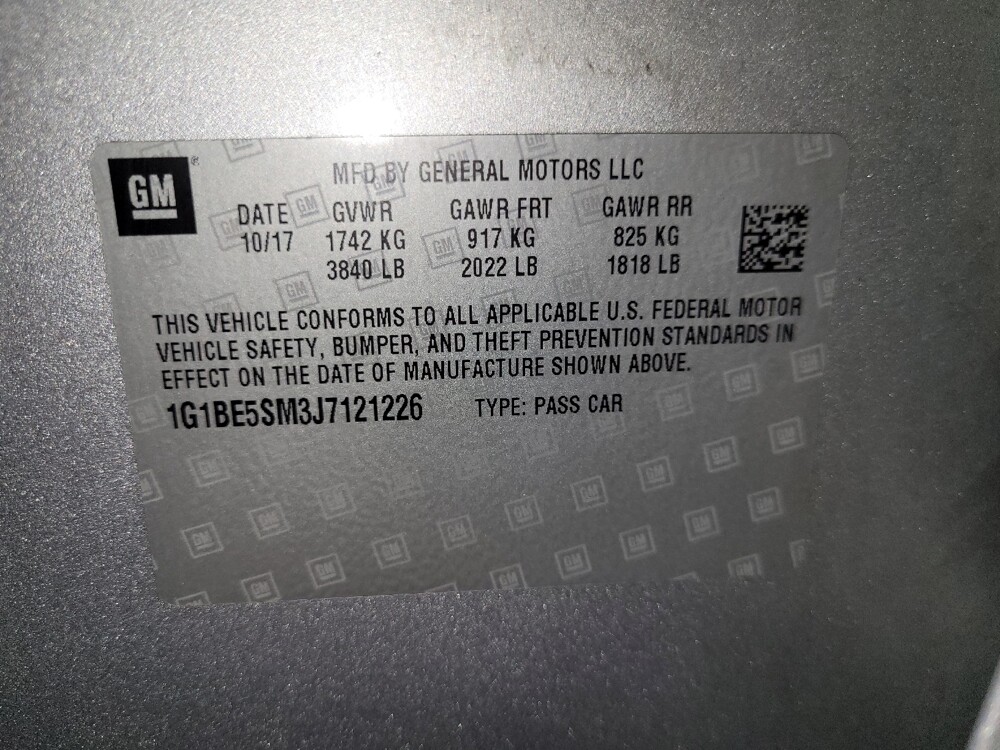 GM
MFD BY GENERAL MOTORS LLC
DATE GVWR GAWR FRT GAWR RR
10/17 1742 KG 917 KG 825 KG
3840 LB 2022 LB 1818 LB
THIS VEHICLE CONFORMS TO ALL APPLICABLE U.S. FEDERAL MOTOR
VEHICLE SAFETY, BUMPER, AND THEFT PREVENTION STANDARDS IN
EFFECT ON THE DATE OF MANUFACTURE SHOWN ABOVE.
1G1BE5SM3J7121226 TYPE: PASS CAR